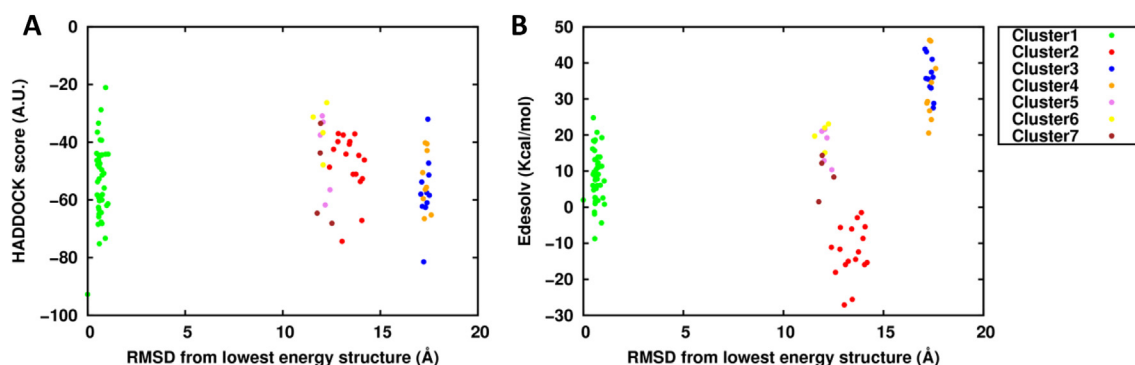 A
HADDOCK score (A.U.)
0
−20
−40
−60
−80
−100
0 5 10 15 20
RMSD from lowest energy structure (Å)
B
Edesolv (Kcal/mol)
50
40
30
20
10
0
−10
−20
−30
0 5 10 15 20
RMSD from lowest energy structure (Å)
Cluster1
Cluster2
Cluster3
Cluster4
Cluster5
Cluster6
Cluster7